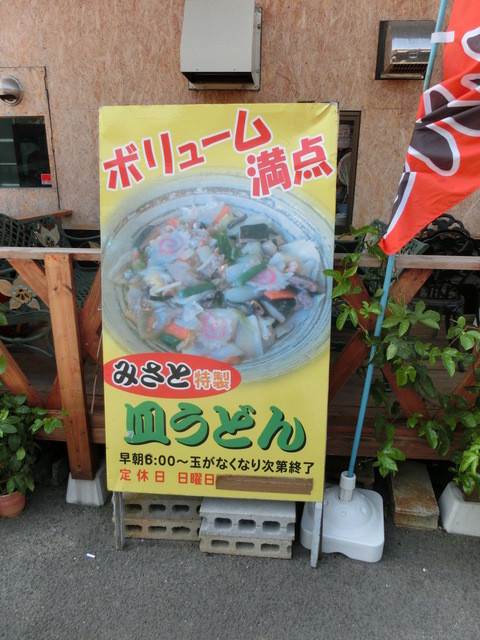 ボリューム
満点
みさと特製
皿うどん
早朝6:00〜玉がなくなり次第終了
定休日 日曜日